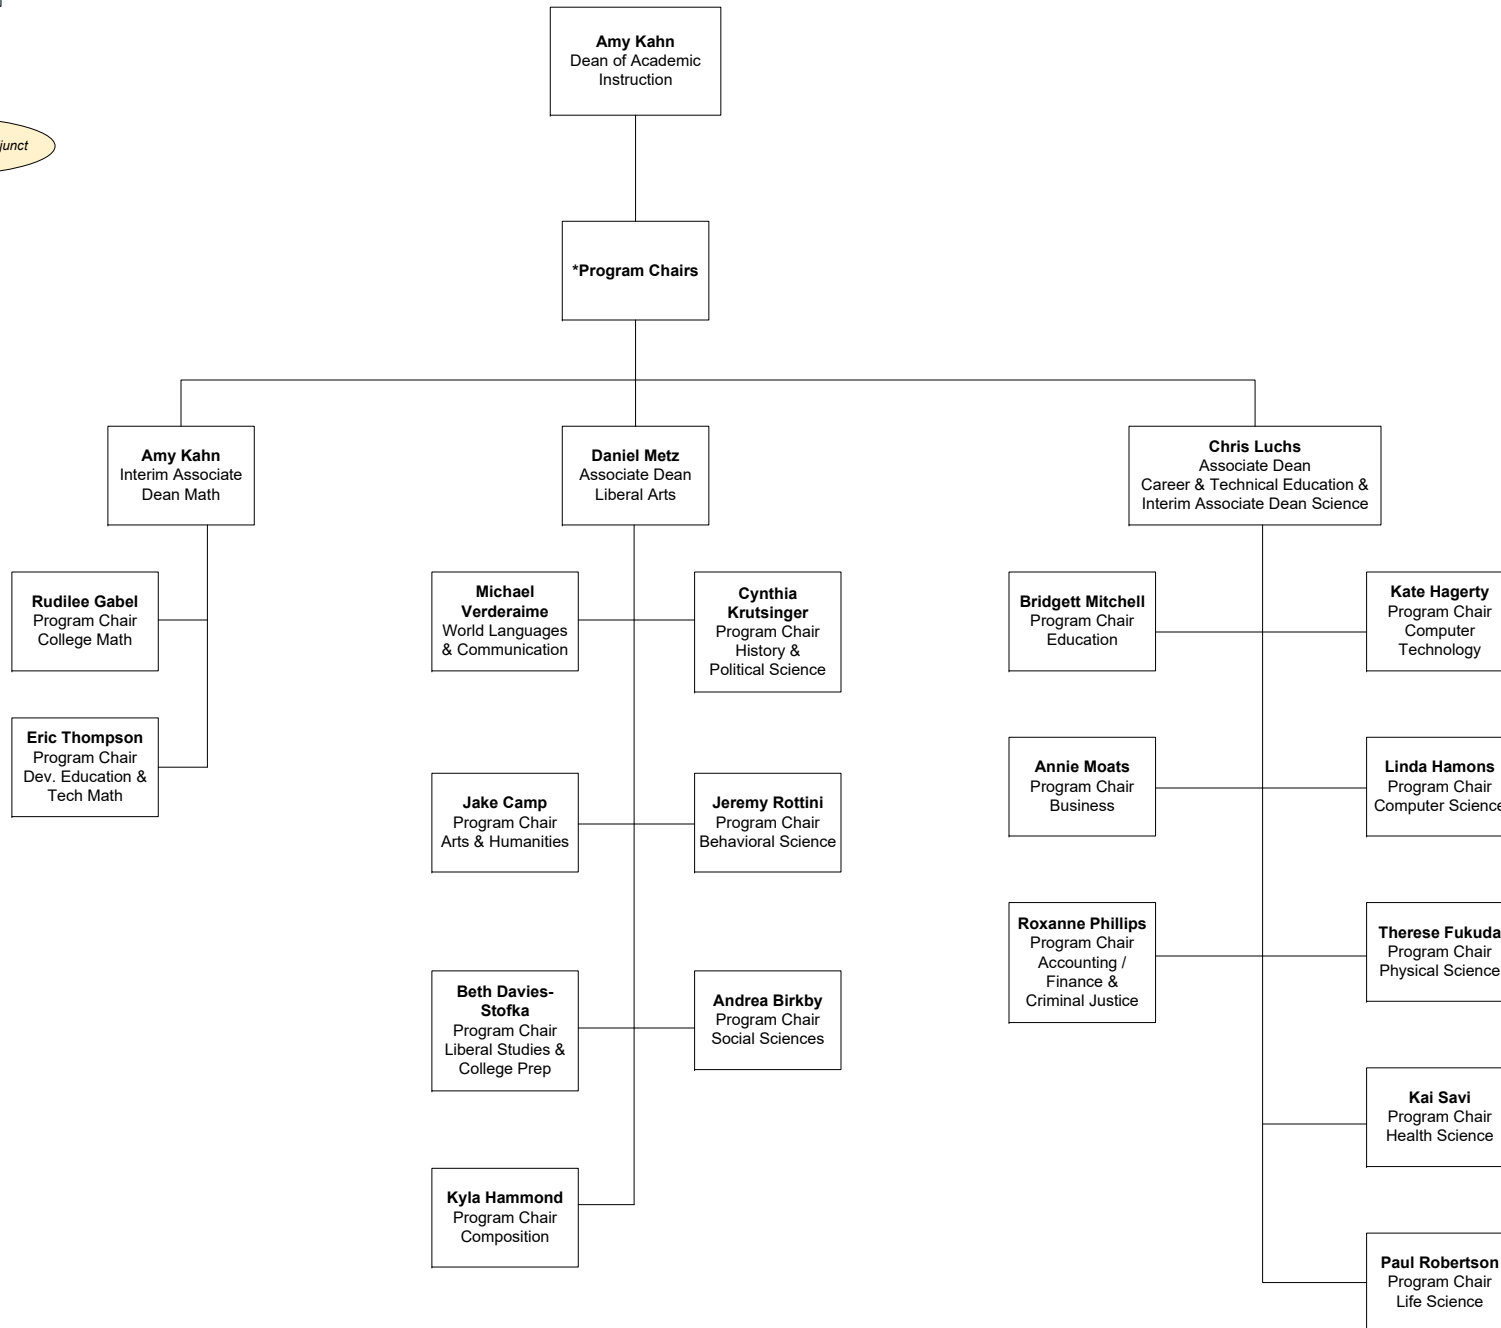 Amy Kahn
Dean of Academic
Instruction
junct
*Program Chairs
Amy Kahn
Interim Associate
Dean Math
Daniel Metz
Associate Dean
Liberal Arts
Chris Luchs
Associate Dean
Career & Technical Education &
Interim Associate Dean Science
Rudilee Gabel
Program Chair
College Math
Michael
Verderaime
World Languages
& Communication
Cynthia
Krutsinger
Program Chair
History &
Political Science
Bridgett Mitchell
Program Chair
Education
Kate Hagerty
Program Chair
Computer
Technology
Eric Thompson
Program Chair
Dev. Education &
Tech Math
Jake Camp
Program Chair
Arts & Humanities
Jeremy Rottini
Program Chair
Behavioral Science
Annie Moats
Program Chair
Business
Linda Hamons
Program Chair
Computer Science
Roxanne Phillips
Program Chair
Accounting /
Finance &
Criminal Justice
Therese Fukuda
Program Chair
Physical Science
Beth Davies-
Stofka
Program Chair
Liberal Studies &
College Prep
Andrea Birkby
Program Chair
Social Sciences
Kai Savi
Program Chair
Health Science
Kyla Hammond
Program Chair
Composition
Paul Robertson
Program Chair
Life Science